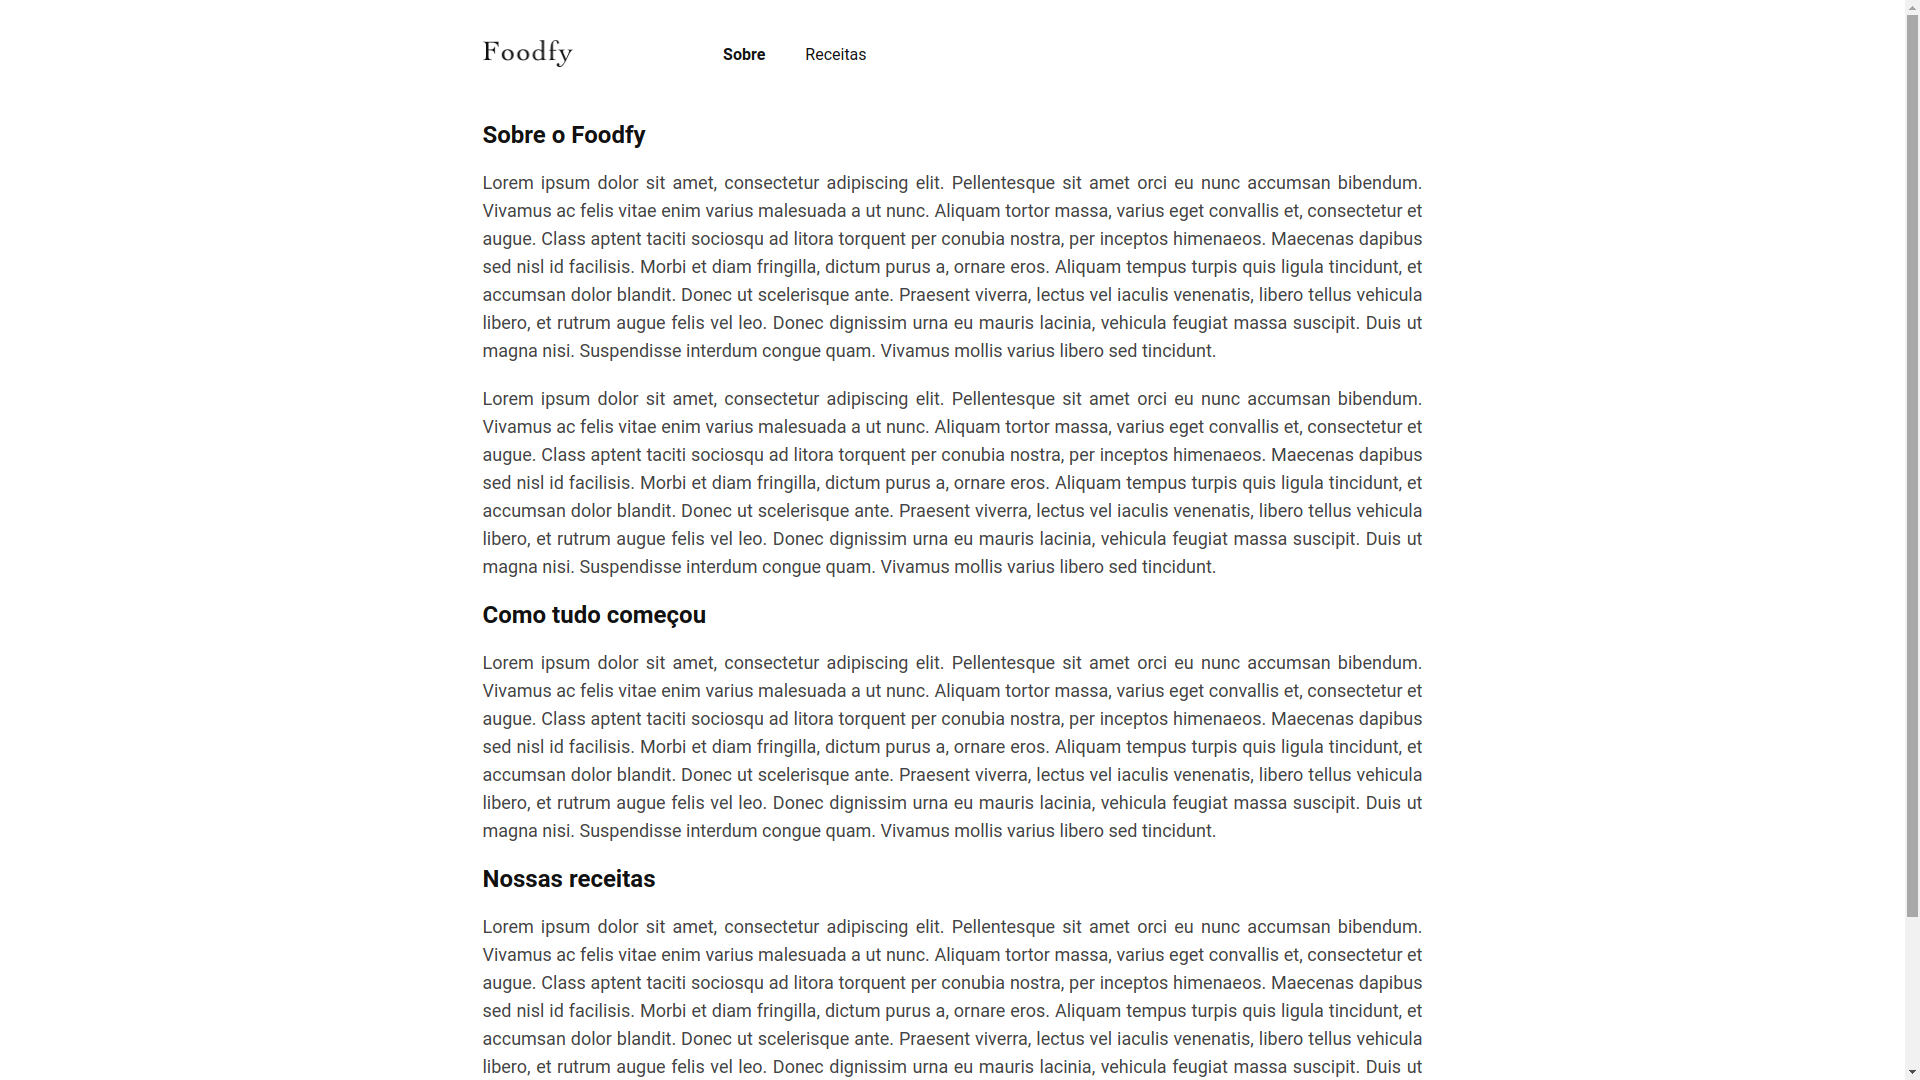 Foodfy
Sobre
Receitas
Sobre o Foodfy
Lorem ipsum dolor sit amet, consectetur adipiscing elit. Pellentesque sit amet orci eu nunc accumsan bibendum.
Vivamus ac felis vitae enim varius malesuada a ut nunc. Aliquam tortor massa, varius eget convallis et, consectetur et
augue. Class aptent taciti sociosqu ad litora torquent per conubia nostra, per inceptos himenaeos. Maecenas dapibus
sed nisl id facilisis. Morbi et diam fringilla, dictum purus a, ornare eros. Aliquam tempus turpis quis ligula tincidunt, et
accumsan dolor blandit. Donec ut scelerisque ante. Praesent viverra, lectus vel iaculis venenatis, libero tellus vehicula
libero, et rutrum augue felis vel leo. Donec dignissim urna eu mauris lacinia, vehicula feugiat massa suscipit. Duis ut
magna nisi. Suspendisse interdum congue quam. Vivamus mollis varius libero sed tincidunt.
Lorem ipsum dolor sit amet, consectetur adipiscing elit. Pellentesque sit amet orci eu nunc accumsan bibendum.
Vivamus ac felis vitae enim varius malesuada a ut nunc. Aliquam tortor massa, varius eget convallis et, consectetur et
augue. Class aptent taciti sociosqu ad litora torquent per conubia nostra, per inceptos himenaeos. Maecenas dapibus
sed nisl id facilisis. Morbi et diam fringilla, dictum purus a, ornare eros. Aliquam tempus turpis quis ligula tincidunt, et
accumsan dolor blandit. Donec ut scelerisque ante. Praesent viverra, lectus vel iaculis venenatis, libero tellus vehicula
libero, et rutrum augue felis vel leo. Donec dignissim urna eu mauris lacinia, vehicula feugiat massa suscipit. Duis ut
magna nisi. Suspendisse interdum congue quam. Vivamus mollis varius libero sed tincidunt.
Como tudo começou
Lorem ipsum dolor sit amet, consectetur adipiscing elit. Pellentesque sit amet orci eu nunc accumsan bibendum.
Vivamus ac felis vitae enim varius malesuada a ut nunc. Aliquam tortor massa, varius eget convallis et, consectetur et
augue. Class aptent taciti sociosqu ad litora torquent per conubia nostra, per inceptos himenaeos. Maecenas dapibus
sed nisl id facilisis. Morbi et diam fringilla, dictum purus a, ornare eros. Aliquam tempus turpis quis ligula tincidunt, et
accumsan dolor blandit. Donec ut scelerisque ante. Praesent viverra, lectus vel iaculis venenatis, libero tellus vehicula
libero, et rutrum augue felis vel leo. Donec dignissim urna eu mauris lacinia, vehicula feugiat massa suscipit. Duis ut
magna nisi. Suspendisse interdum congue quam. Vivamus mollis varius libero sed tincidunt.
Nossas receitas
Lorem ipsum dolor sit amet, consectetur adipiscing elit. Pellentesque sit amet orci eu nunc accumsan bibendum.
Vivamus ac felis vitae enim varius malesuada a ut nunc. Aliquam tortor massa, varius eget convallis et, consectetur et
augue. Class aptent taciti sociosqu ad litora torquent per conubia nostra, per inceptos himenaeos. Maecenas dapibus
sed nisl id facilisis. Morbi et diam fringilla, dictum purus a, ornare eros. Aliquam tempus turpis quis ligula tincidunt, et
accumsan dolor blandit. Donec ut scelerisque ante. Praesent viverra, lectus vel iaculis venenatis, libero tellus vehicula
libero, et rutrum augue felis vel leo. Donec dignissim urna eu mauris lacinia, vehicula feugiat massa suscipit. Duis ut